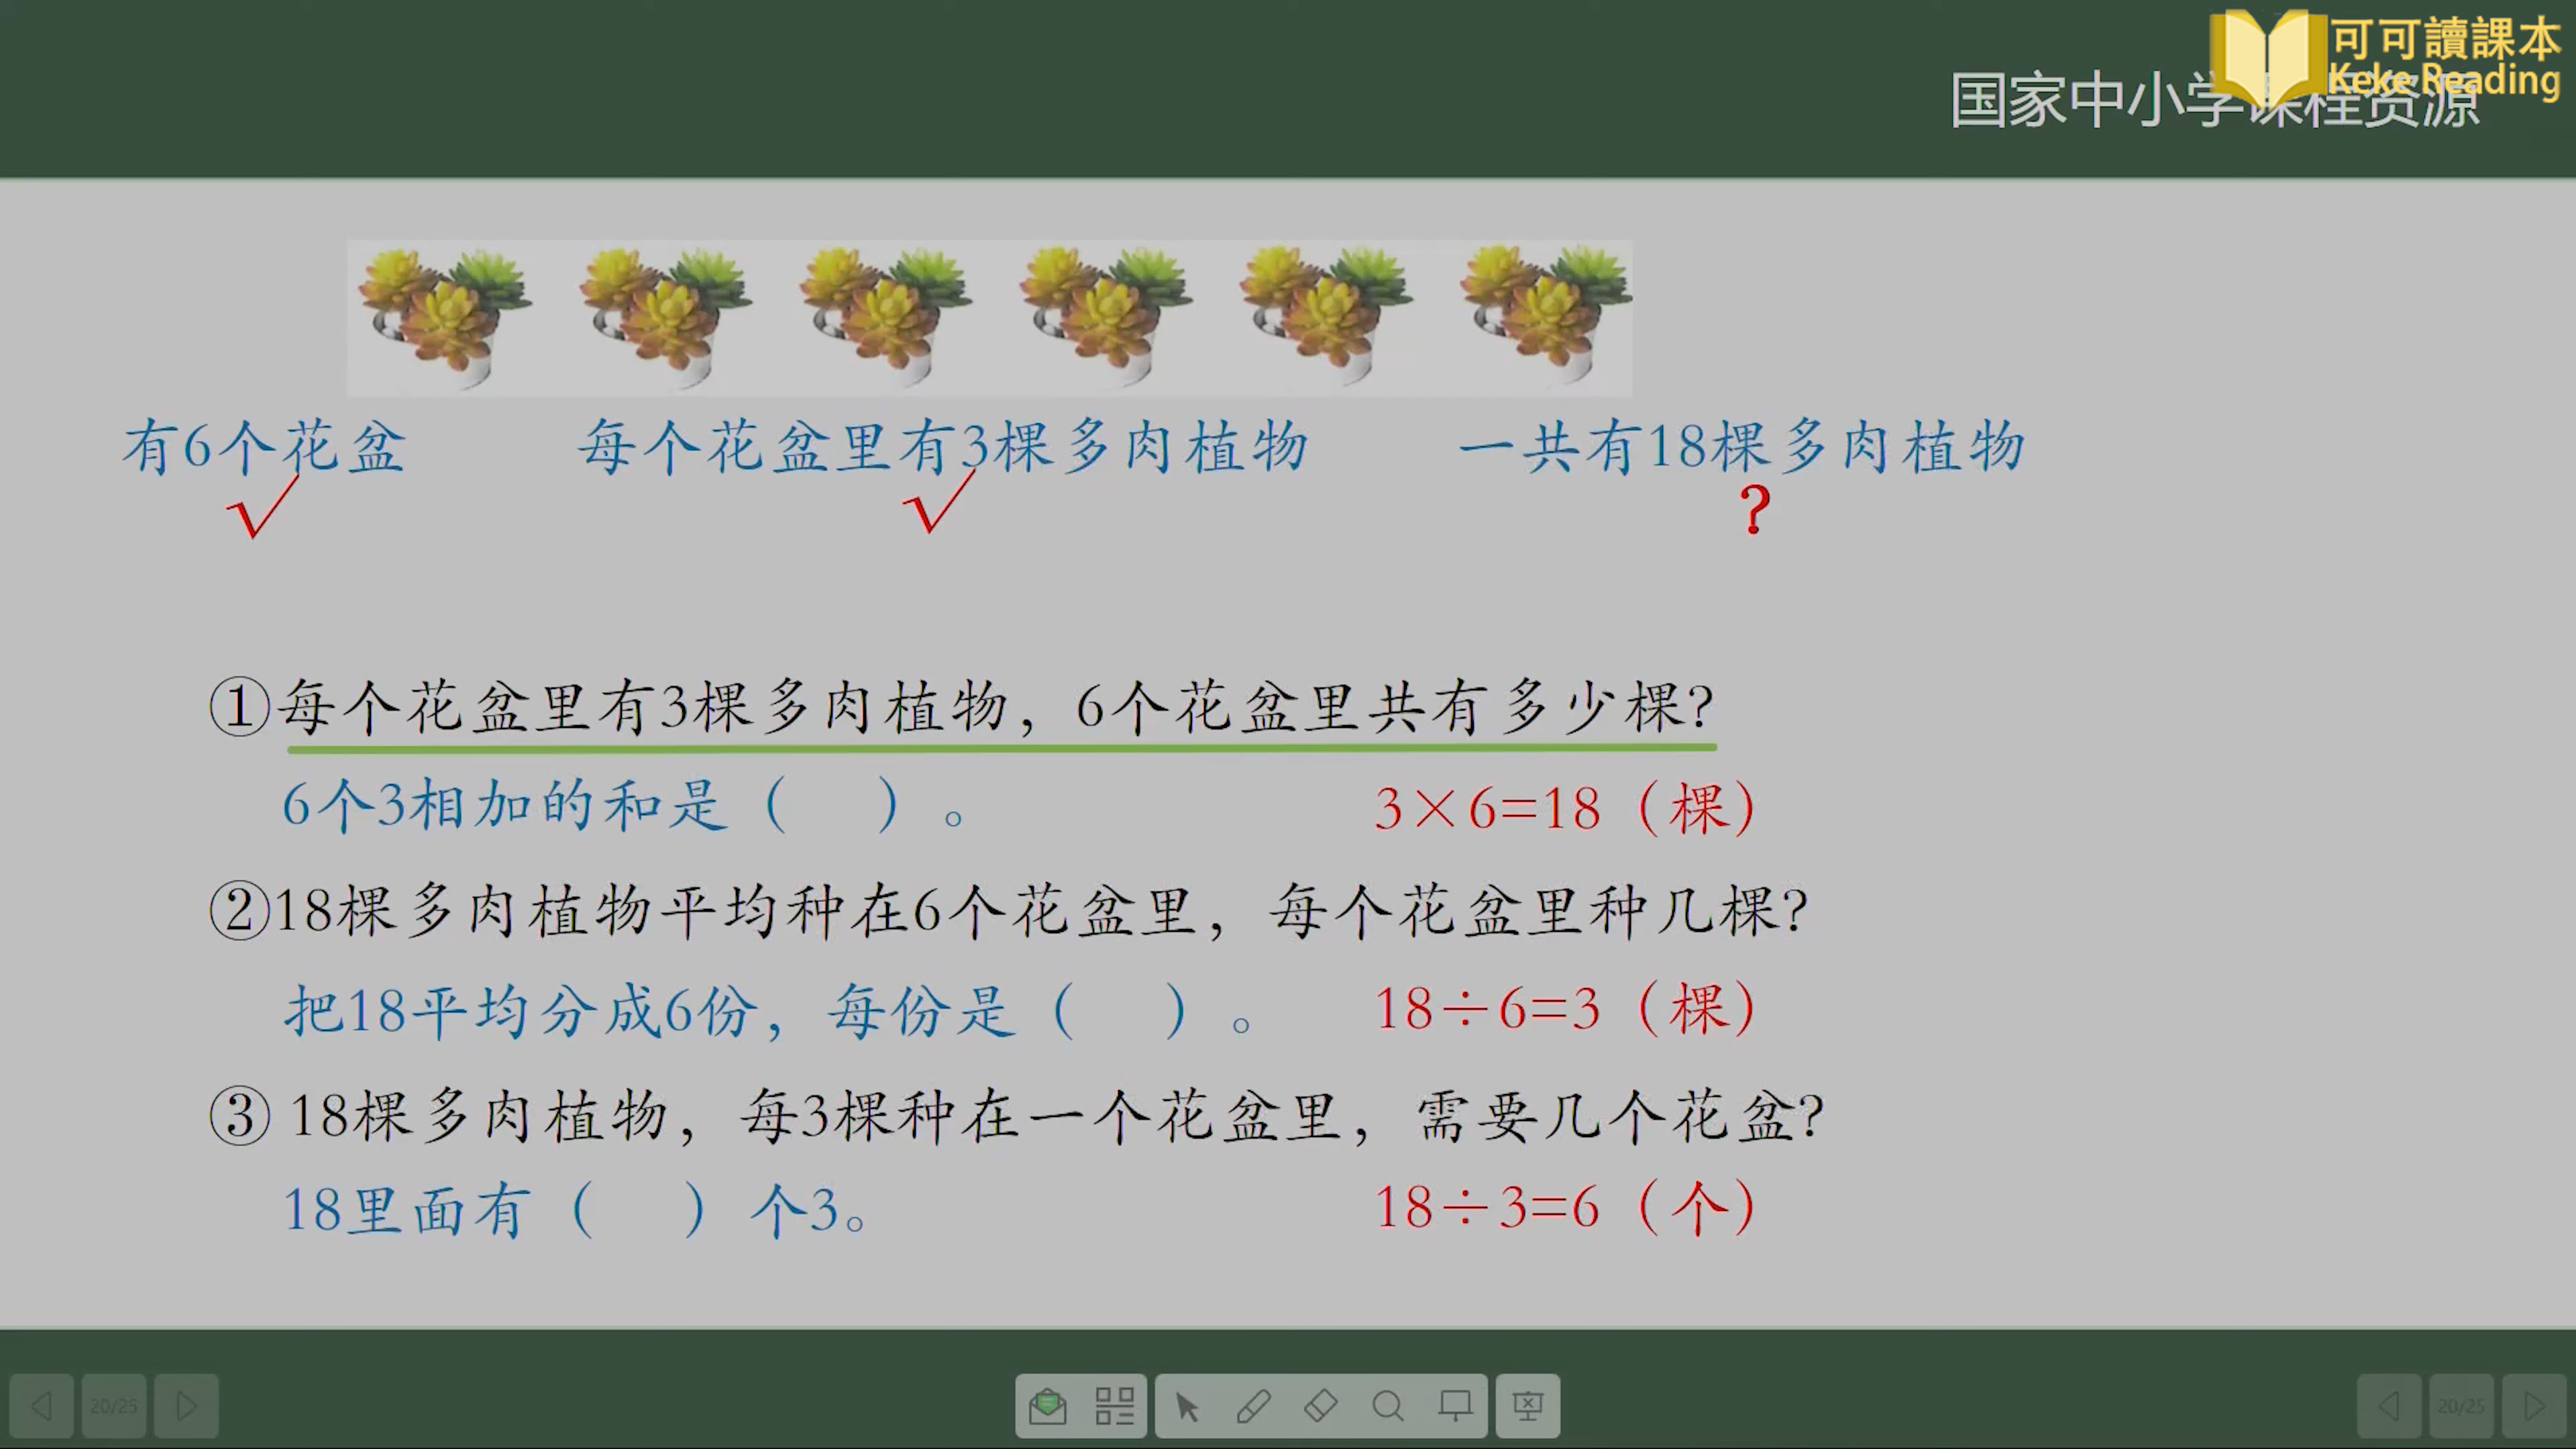 可可讀課本
Keke Reading
国家中小学课程资源
有6个花盆
每个花盆里有3棵多肉植物
一共有18棵多肉植物
√
√
?
①每个花盆里有3棵多肉植物，6个花盆里共有多少棵?
6个3相加的和是（ ）。
3×6=18（棵）
②18棵多肉植物平均种在6个花盆里，每个花盆里种几棵?
把18平均分成6份，每份是（ ）。
18÷6=3（棵）
③ 18棵多肉植物，每3棵种在一个花盆里，需要几个花盆?
18里面有（ ）个3。
18÷3=6（个）
20/25
20/25